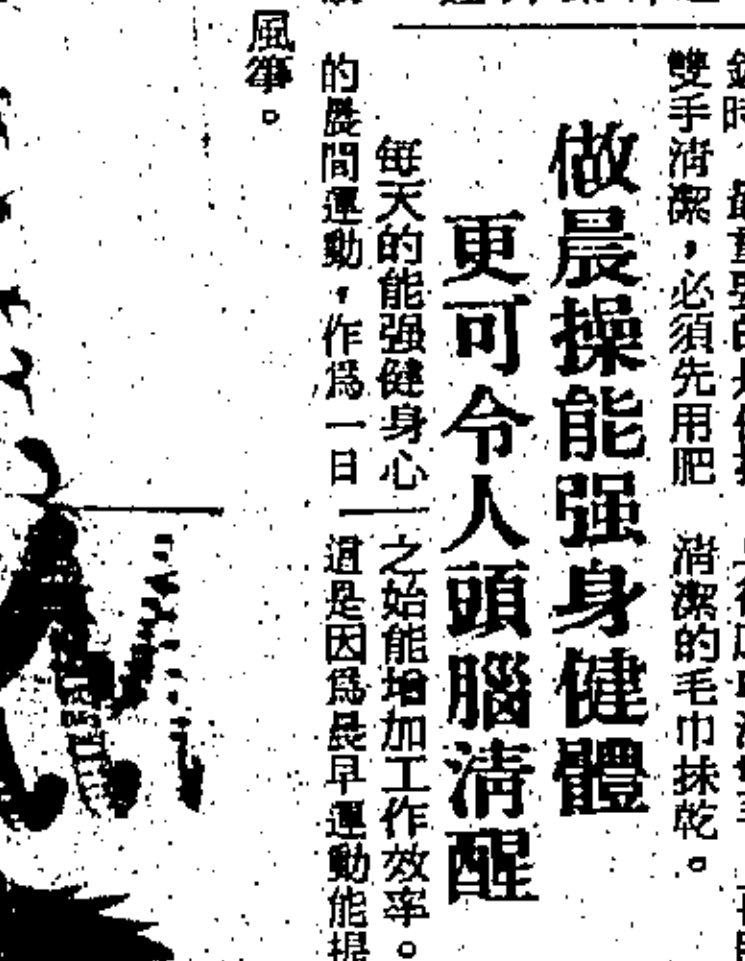 雙手清潔，必須先用肥
清潔的毛巾抹乾。
做晨操能强身健體
更可令人頭腦清醒
每天的能强健身心
的晨間運動，作爲一日
之始能增加工作效率。
這是因爲晨早運動能提
風